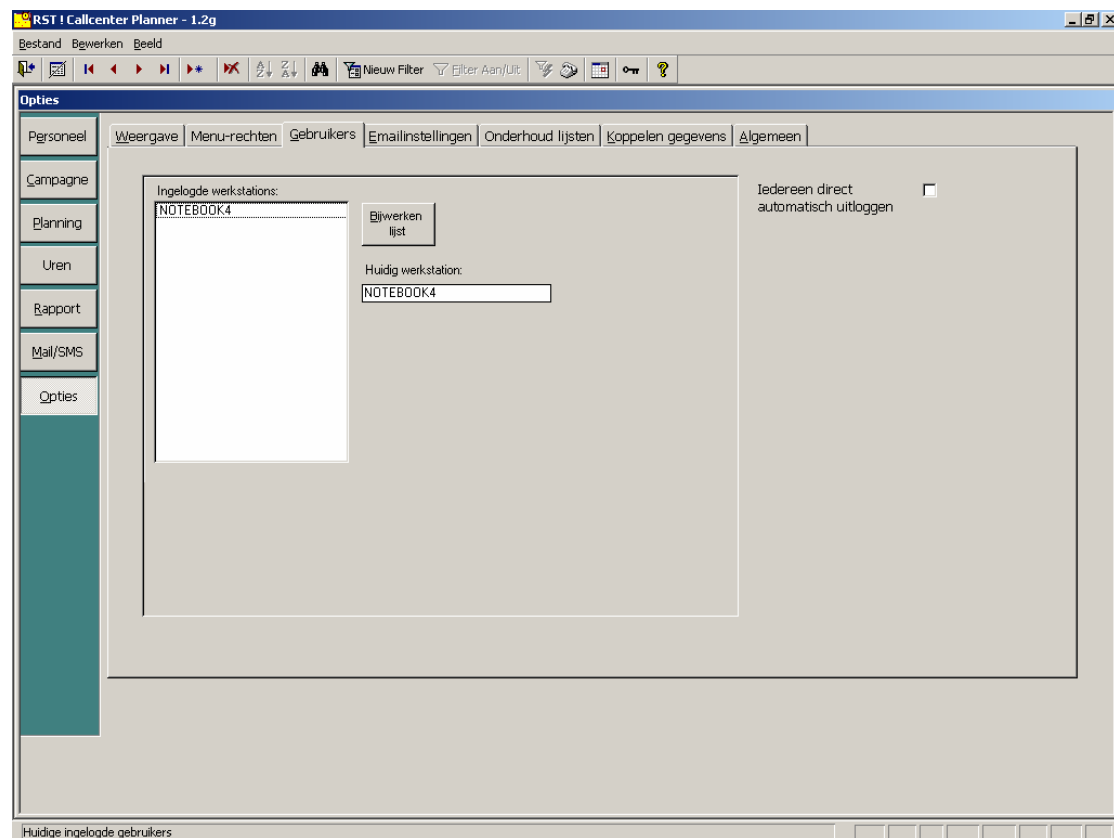 RST ! Callcenter Planner - 1.2g
Bestand Bewerken Beeld
Nieuw Filter Filter Aan/Uit
Opties
Personeel
Campagne
Planning
Uren
Rapport
Mail/SMS
Opties
Weergave Menu-rechten Gebruikers Emailinstellingen Onderhoud lijsten Koppelen gegevens Algemeen
Ingelogde werkstations:
NOTEBOOK4
Bijwerken
lijst
Huidig werkstation:
NOTEBOOK4
Iedereen direct
automatisch uitloggen
Huidige ingelogde gebruikers